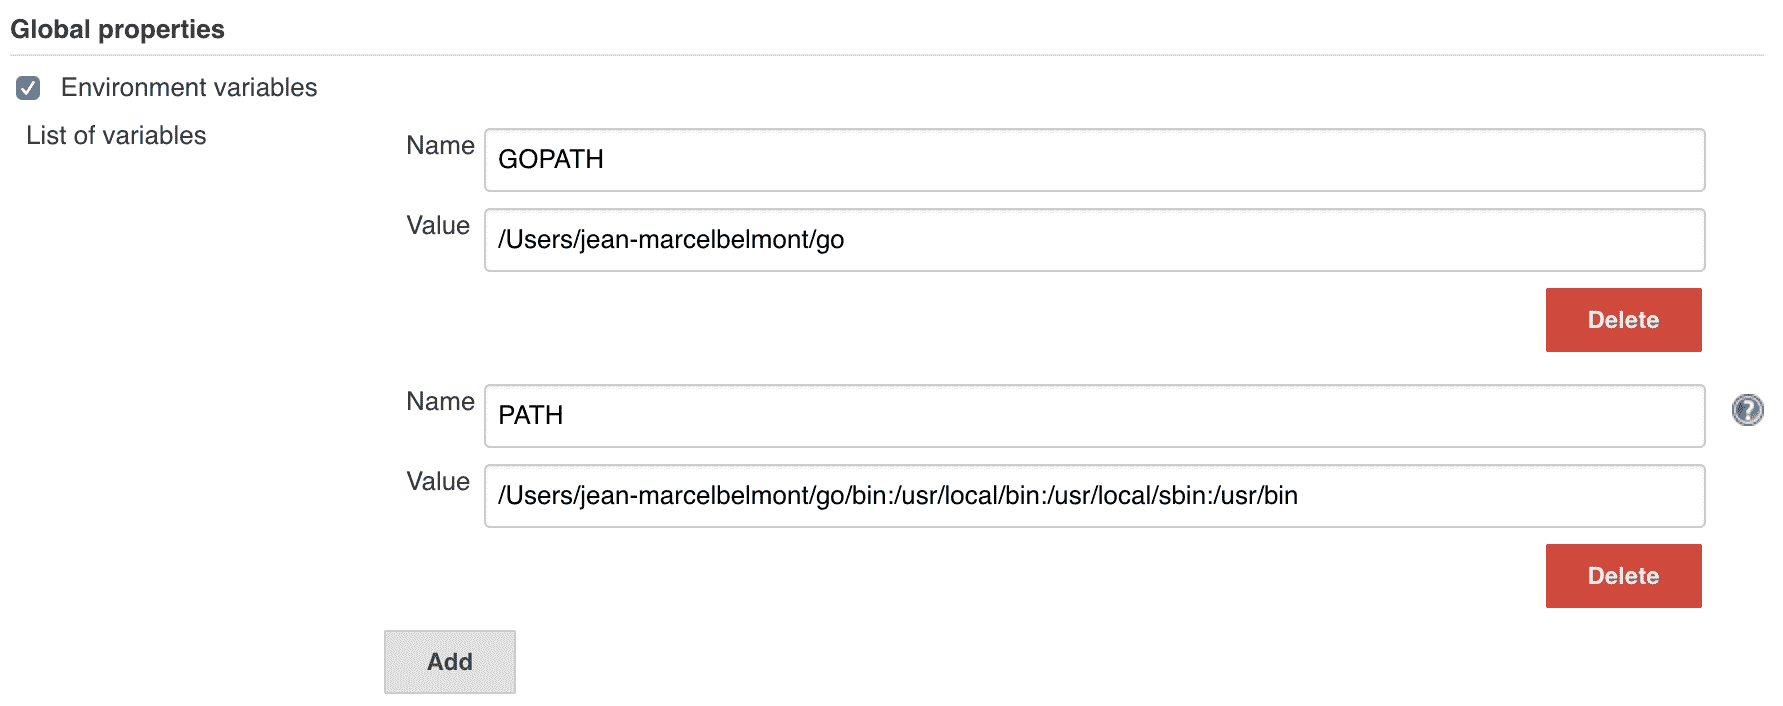 Global properties
Environment variables
List of variables
Name GOPATH
Value /Users/jean-marcelbelmont/go
Delete
Name PATH
?
Value /Users/jean-marcelbelmont/go/bin:/usr/local/bin:/usr/local/sbin:/usr/bin
Delete
Add